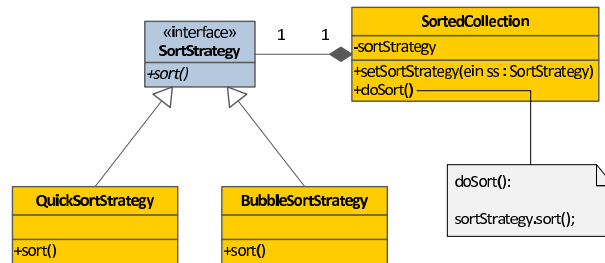 «interface»
SortStrategy
+sort()
1
1
SortedCollection
-sortStrategy
+setSortStrategy(ein ss : SortStrategy)
+doSort()
QuickSortStrategy
+sort()
BubbleSortStrategy
+sort()
doSort():
sortStrategy.sort();